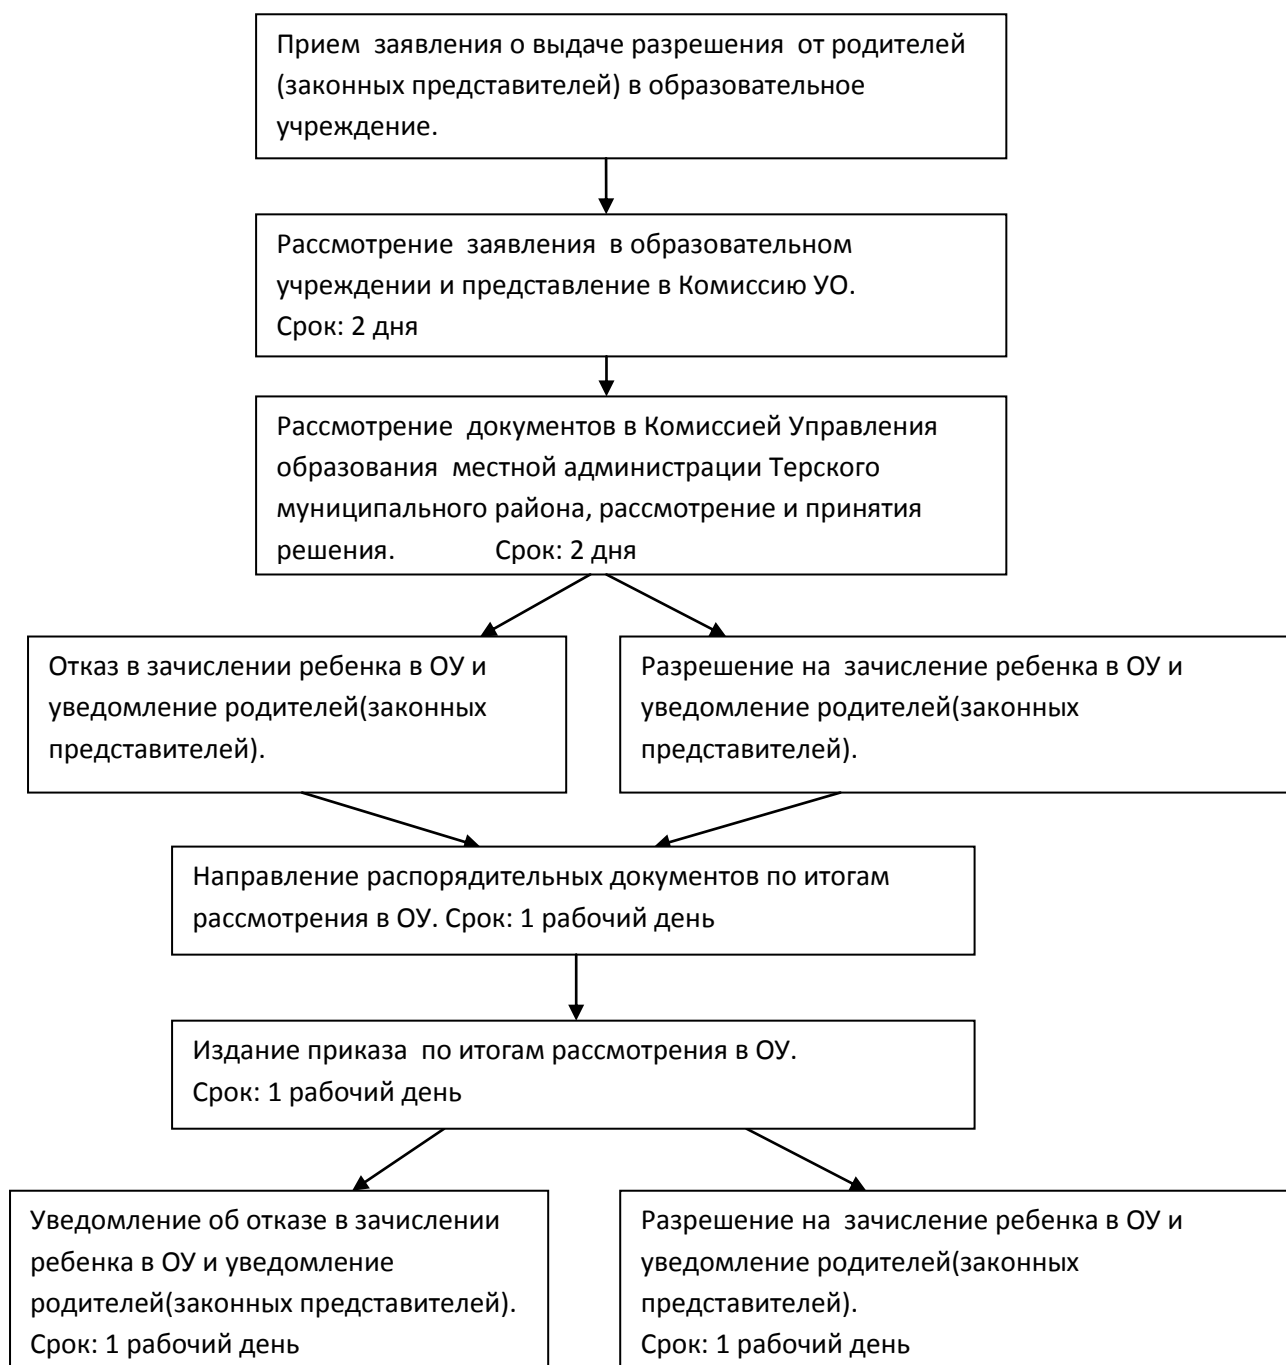 Прием заявления о выдаче разрешения от родителей
(законных представителей) в образовательное
учреждение.
Рассмотрение заявления в образовательном
учреждении и представление в Комиссию УО.
Срок: 2 дня
Рассмотрение документов в Комиссией Управления
образования местной администрации Терского
муниципального района, рассмотрение и принятия
решения. Срок: 2 дня
Отказ в зачислении ребенка в ОУ и
уведомление родителей(законных
представителей).
Разрешение на зачисление ребенка в ОУ и
уведомление родителей(законных
представителей).
Направление распорядительных документов по итогам
рассмотрения в ОУ. Срок: 1 рабочий день
Издание приказа по итогам рассмотрения в ОУ.
Срок: 1 рабочий день
Уведомление об отказе в зачислении
ребенка в ОУ и уведомление
родителей(законных представителей).
Срок: 1 рабочий день
Разрешение на зачисление ребенка в ОУ и
уведомление родителей(законных
представителей).
Срок: 1 рабочий день